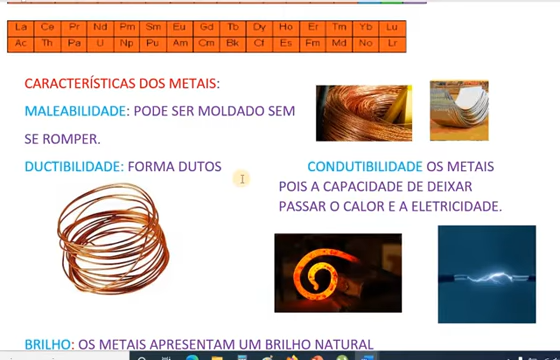 La Ce Pr Nd Pm Sm Eu Gd Tb Dy Ho Er Tm Yb Lu
Ac Th Pa U Np Pu Am Cm Bk Cf Es Fm Md No Lr
CARACTERÍSTICAS DOS METAIS:
MALEABILIDADE: PODE SER MOLDADO SEM
SE ROMPER.
DUCTIBILIDADE: FORMA DUTOS
CONDUTIBILIDADE OS METAIS
POIS A CAPACIDADE DE DEIXAR
PASSAR O CALOR E A ELETRICIDADE.
BRILHO: OS METAIS APRESENTAM UM BRILHO NATURAL